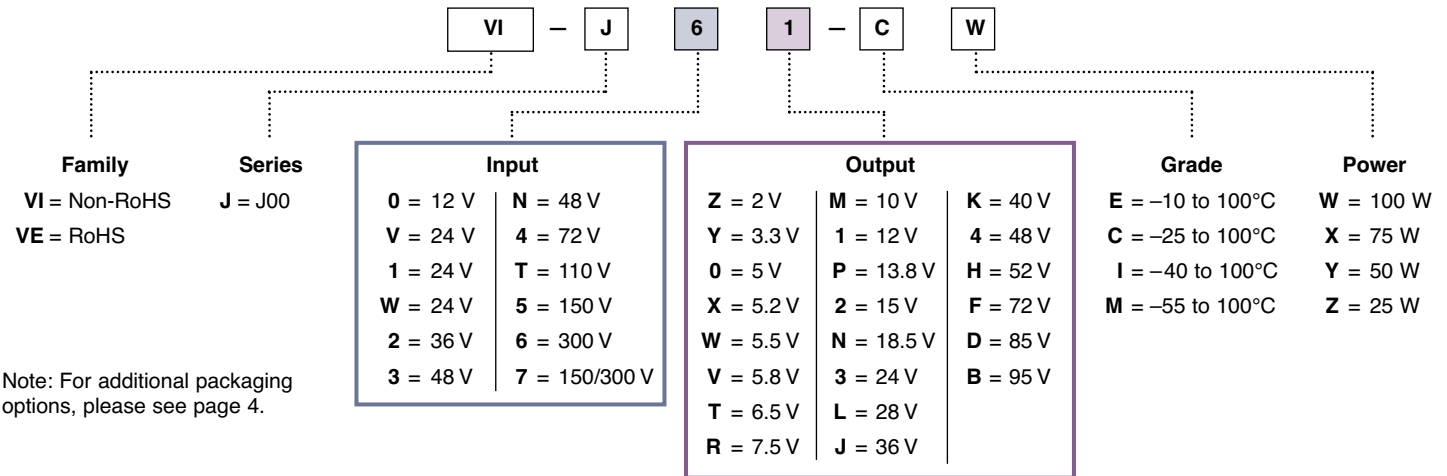 VI – J 6 1 – C W
Family
VI = Non-RoHS
VE = RoHS
Series
J = J00
Input
0 = 12 V
V = 24 V
1 = 24 V
W = 24 V
2 = 36 V
3 = 48 V
N = 48 V
4 = 72 V
T = 110 V
5 = 150 V
6 = 300 V
7 = 150/300 V
Output
Z = 2 V
Y = 3.3 V
0 = 5 V
X = 5.2 V
W = 5.5 V
V = 5.8 V
T = 6.5 V
R = 7.5 V
M = 10 V
1 = 12 V
P = 13.8 V
2 = 15 V
N = 18.5 V
3 = 24 V
L = 28 V
J = 36 V
K = 40 V
4 = 48 V
H = 52 V
F = 72 V
D = 85 V
B = 95 V
Grade
E = –10 to 100°C
C = –25 to 100°C
I = –40 to 100°C
M = –55 to 100°C
Power
W = 100 W
X = 75 W
Y = 50 W
Z = 25 W
Note: For additional packaging
options, please see page 4.